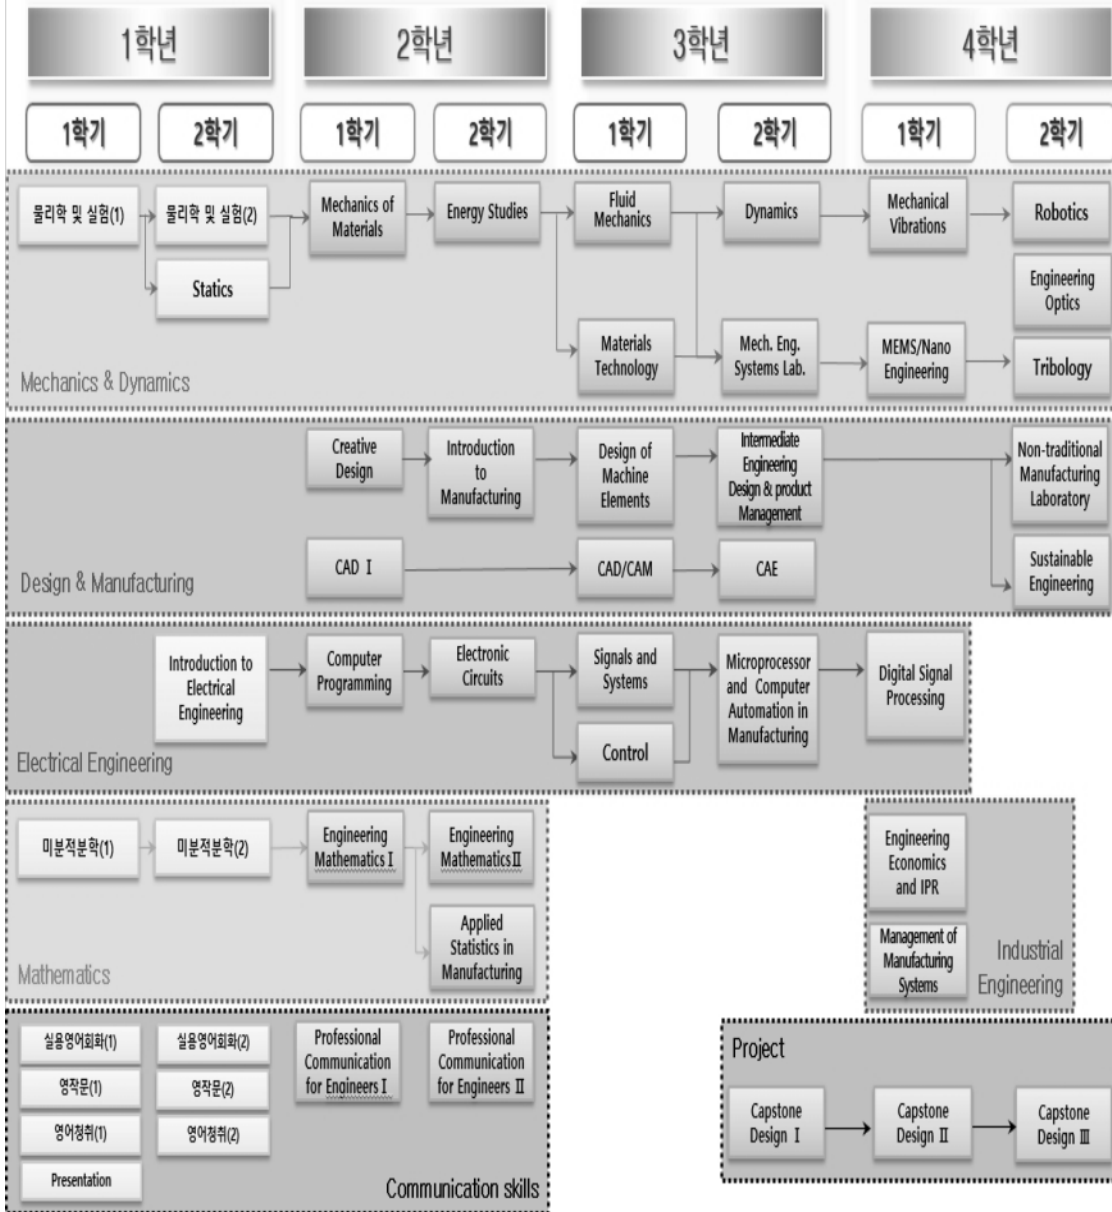 1학년
2학년
3학년
4학년
1학기
2학기
1학기
2학기
1학기
2학기
1학기
2학기
물리학 및 실험(1)
물리학 및 실험(2)
Statics
Mechanics of
Materials
Energy Studies
Fluid
Mechanics
Dynamics
Mechanical
Vibrations
Robotics
Engineering
Optics
Materials
Technology
Mech. Eng.
Systems Lab.
MEMS/Nano
Engineering
Tribology
Mechanics & Dynamics
Creative
Design
Introduction
to
Manufacturing
Design of
Machine
Elements
Intermediate
Engineering
Design & product
Management
Non-traditional
Manufacturing
Laboratory
CAD Ⅰ
CAD/CAM
CAE
Sustainable
Engineering
Design & Manufacturing
Introduction to
Electrical
Engineering
Computer
Programming
Electronic
Circuits
Signals and
Systems
Control
Microprocessor
and Computer
Automation in
Manufacturing
Digital Signal
Processing
Electrical Engineering
미분적분학(1)
미분적분학(2)
Engineering
Mathematics Ⅰ
Engineering
Mathematics Ⅱ
Applied
Statistics in
Manufacturing
Mathematics
Engineering
Economics
and IPR
Management of
Manufacturing
Systems
Industrial
Engineering
실용영어회화(1)
실용영어회화(2)
영작문(1)
영작문(2)
영어청취(1)
영어청취(2)
Presentation
Professional
Communication
for Engineers Ⅰ
Professional
Communication
for Engineers Ⅱ
Communication skills
Project
Capstone
Design Ⅰ
Capstone
Design Ⅱ
Capstone
Design Ⅲ